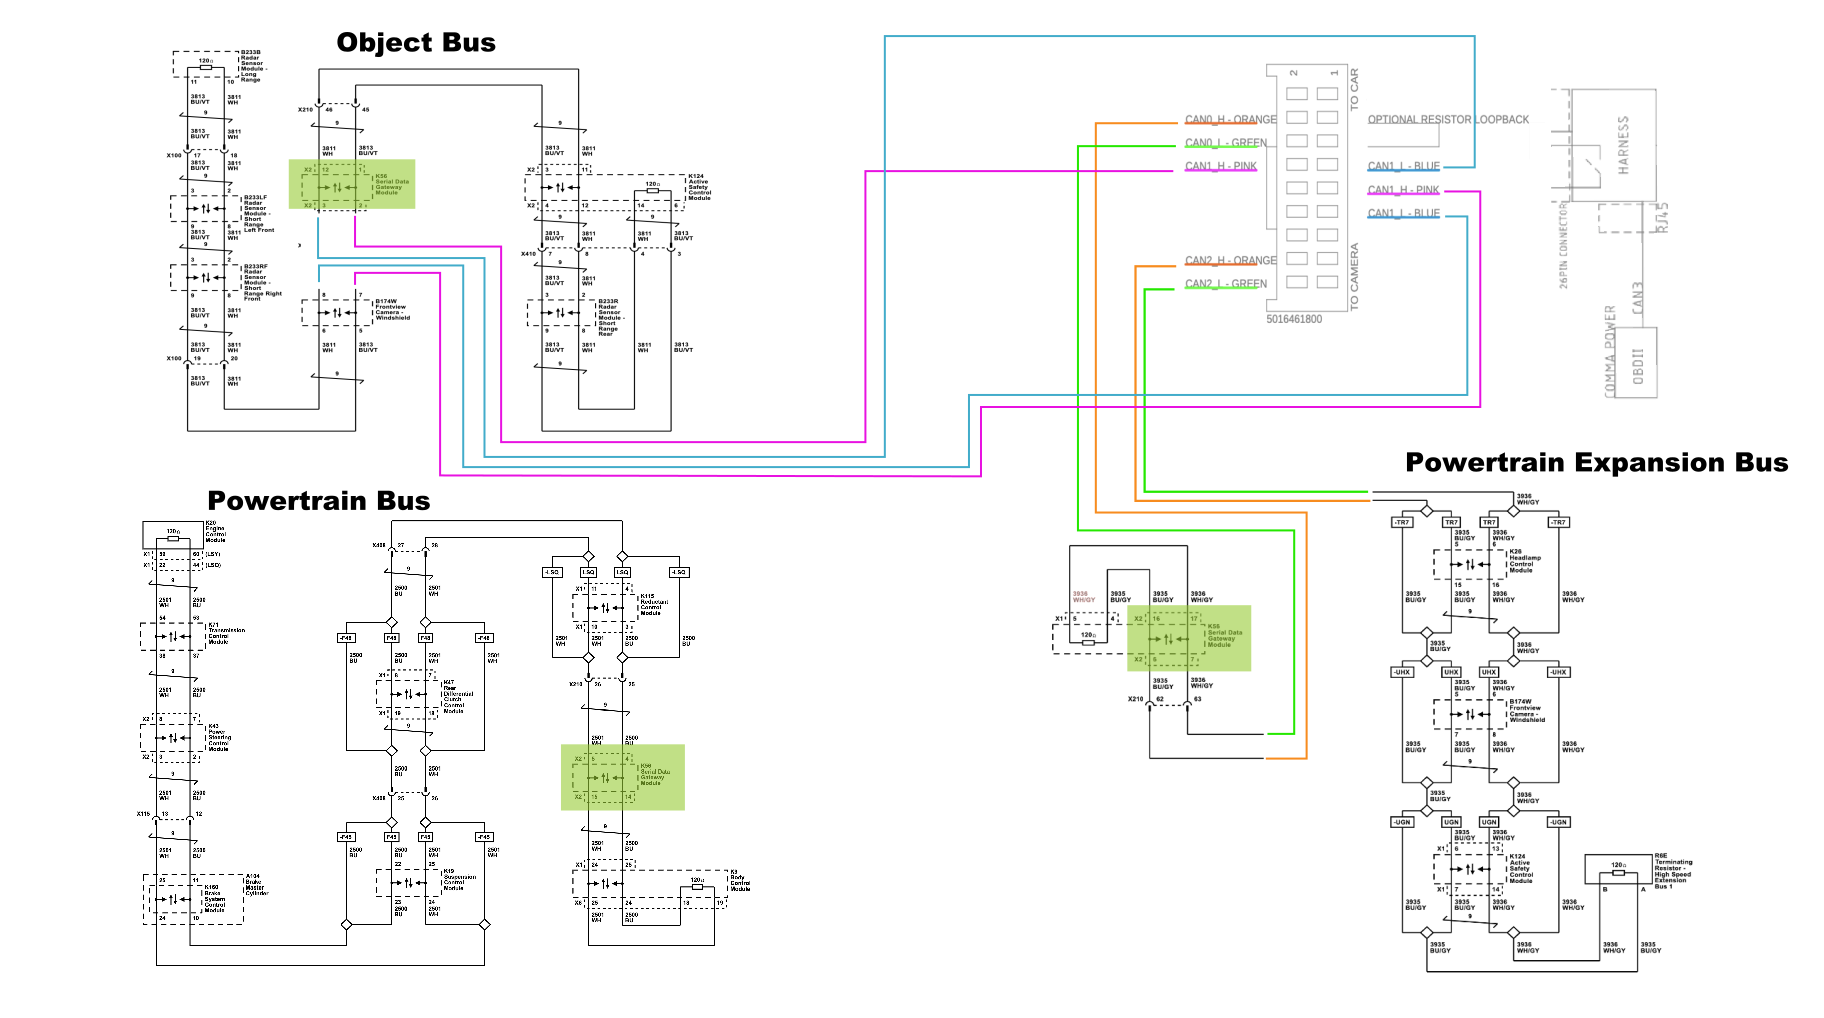 Object Bus
B233B
Radar
Sensor
Module -
Long
Range
120Ω
11 10
3813
BU/VT
3811
WH
9
3813
BU/VT
3811
WH
X100 17 18
3813
BU/VT
3811
WH
9
3 2
B233LF
Radar
Sensor
Module -
Short
Range
Left Front
9 8
3813
BU/VT
3811
WH
9
3 2
B233RF
Radar
Sensor
Module -
Short
Range Right
Front
9 8
3813
BU/VT
3811
WH
9
3813
BU/VT
3811
WH
X100 19 20
3813
BU/VT
3811
WH
X210 46 45
9
3811
WH
3813
BU/VT
X2 12 1
K56
Serial Data
Gateway
Module
X2 3 2
8 7
B174W
Frontview
Camera -
Windshield
6 5
3811
WH
3813
BU/VT
9
9
3813
BU/VT
3811
WH
X2 3 11
K124
Active
Safety
Control
Module
120Ω
X2 4 12 14 6
9 9
3813
BU/VT
3811
WH
3811
WH
3813
BU/VT
X410 7 8 4 3
9
3813
BU/VT
3811
WH
3 2
B233R
Radar
Sensor
Module -
Short
Range
Rear
9 8
3813
BU/VT
3811
WH
3811
WH
3813
BU/VT
9
2 1
TO CAR
CAN0_H - ORANGE
CAN0_L - GREEN
CAN1_H - PINK
CAN2_H - ORANGE
CAN2_L - GREEN
OPTIONAL RESISTOR LOOPBACK
CAN1_L - BLUE
CAN1_H - PINK
CAN1_L - BLUE
TO CAMERA
5016461800
HARNESS
26PIN CONNECTOR
RJ45
CAN3
COMMA POWER
OBDII
Powertrain Bus
K20
Engine
Control
Module
120Ω
X1 50 60 (LSY)
X1 22 44 (LSD)
9
2501
WH
2500
BU
54 53
K71
Transmission
Control
Module
38 37
9
2501
WH
2500
BU
X2 8 7
K43
Power
Steering
Control
Module
X2 3 2
9
2501
WH
2500
BU
X115 13 12
9
2501
WH
2500
BU
25 11
A104
Brake
Master
Cylinder
K160
Brake
System
Control
Module
24 10
X408 27 28
9
2500
BU
2501
WH
-F46 F46 F46 -F46
2500
BU
2500
BU
2501
WH
2501
WH
X1 8 7
K47
Rear
Differential
Clutch
Control
Module
X1 19 18
9
2500
BU
2501
WH
X408 25 26
-F45 F45 F45 -F45
2500
BU
2500
BU
2501
WH
2501
WH
22 25
K19
Suspension
Control
Module
23 24
2500
BU
2501
WH
-LSQ LSQ LSQ -LSQ
X1 11 4
K115
Reductant
Control
Module
X1 10 3
2501
WH
2501
WH
2500
BU
2500
BU
X210 26 25
9
2501
WH
2500
BU
X2 5 4
K56
Serial Data
Gateway
Module
X2 15 14
9
2501
WH
2500
BU
X1 24 25
K9
Body
Control
Module
120Ω
X6 25 24 18 19
2501
WH
2500
BU
3936
WH/GY
3935
BU/GY
3935
BU/GY
3936
WH/GY
X1 5 4
120Ω
X2 16 17
K56
Serial Data
Gateway
Module
X2 6 7
3935
BU/GY
3936
WH/GY
X210 62 63
Powertrain Expansion Bus
3936
WH/GY
-TR7 TR7 TR7 -TR7
3935
BU/GY
3936
WH/GY
5 6
K26
Headlamp
Control
Module
15 16
3935
BU/GY
3935
BU/GY
3936
WH/GY
3936
WH/GY
9
3935
BU/GY
3936
WH/GY
-UHX UHX UHX -UHX
3935
BU/GY
3936
WH/GY
5 6
B174W
Frontview
Camera -
Windshield
7 8
3935
BU/GY
3935
BU/GY
3936
WH/GY
3936
WH/GY
9
3935
BU/GY
3936
WH/GY
-UGN UGN UGN -UGN
3935
BU/GY
3936
WH/GY
X1 6 13
K124
Active
Safety
Control
Module
X1 7 14
3935
BU/GY
3935
BU/GY
3936
WH/GY
3936
WH/GY
9
3935
BU/GY
3936
WH/GY
3936
WH/GY
3935
BU/GY
120Ω
B A
R6E
Terminating
Resistor -
High Speed
Extension
Bus 1